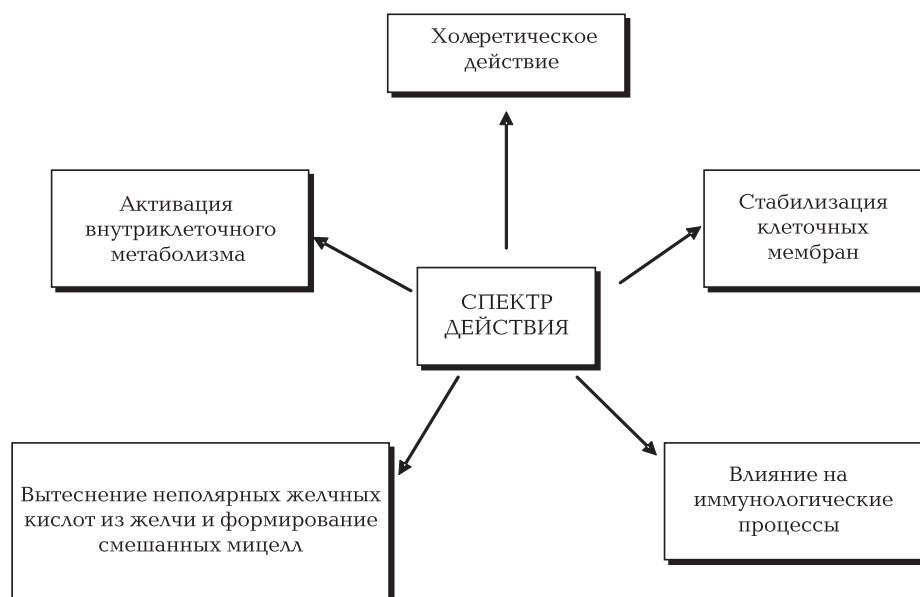 Холеретическое
действие
Активация
внутриклеточного
метаболизма
Стабилизация
клеточных
мембран
СПЕКТР
ДЕЙСТВИЯ
Вытеснение неполярных желчных
кислот из желчи и формирование
смешанных мицелл
Влияние на
иммунологические
процессы